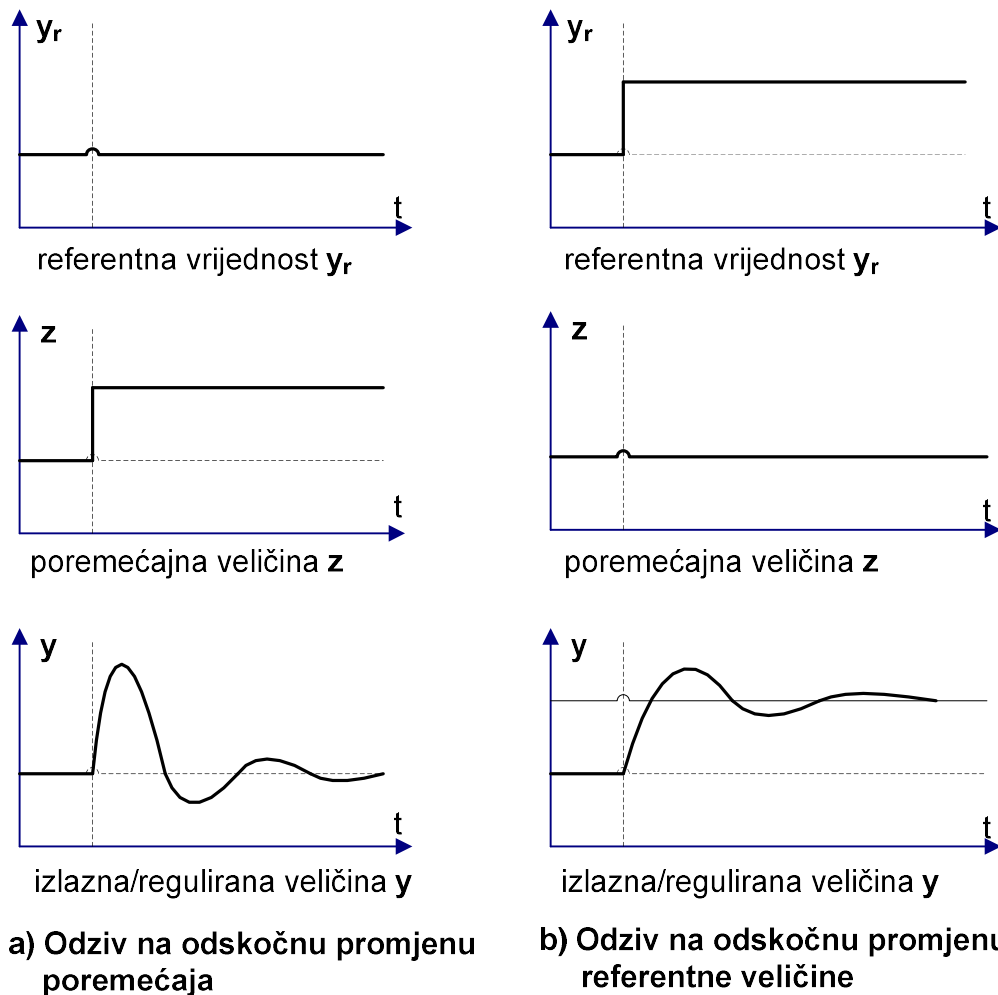 yr
t
referentna vrijednost yr
z
t
poremećajna veličina z
y
t
izlazna/regulirana veličina y
a) Odziv na odskočnu promjenu
poremećaja
yr
t
referentna vrijednost yr
z
t
poremećajna veličina z
y
t
izlazna/regulirana veličina y
b) Odziv na odskočnu promjenu
referentne veličine